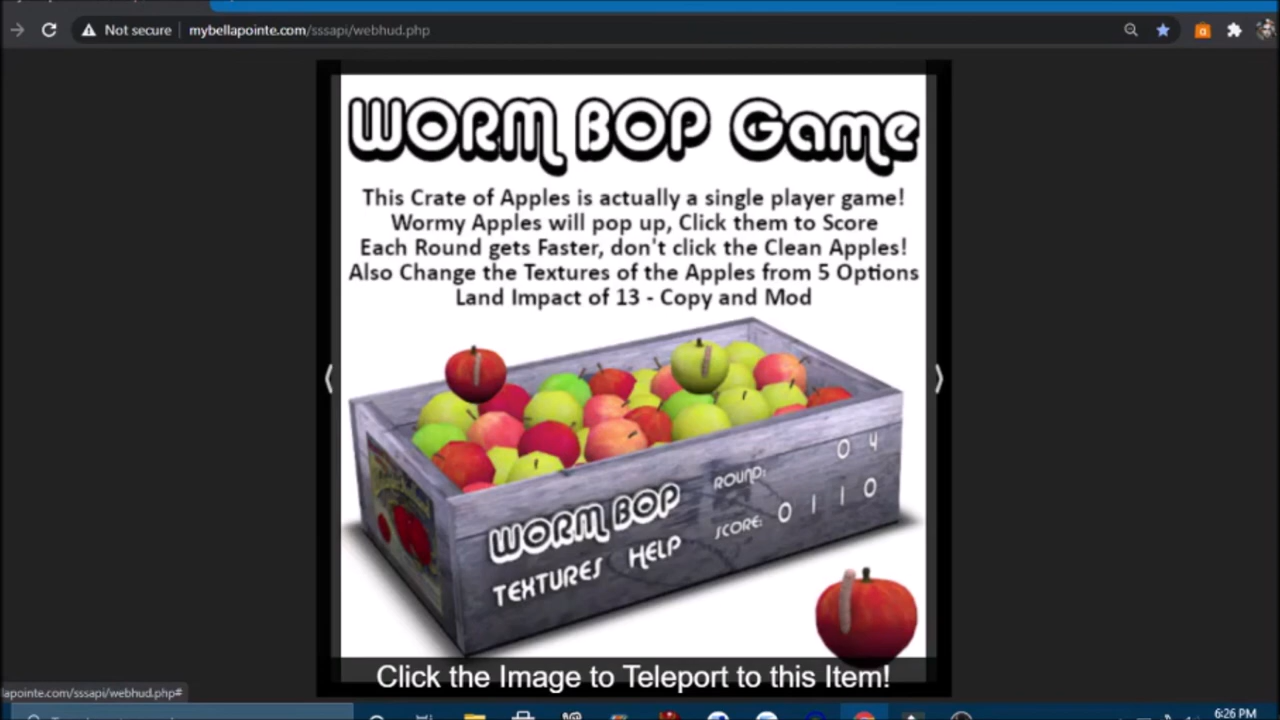 Not secure mybellapointe.com/sssapi/webhud.php
WORM BOP Game
This Crate of Apples is actually a single player game!
Wormy Apples will pop up, Click them to Score
Each Round gets Faster, don't click the Clean Apples!
Also Change the Textures of the Apples from 5 Options
Land Impact of 13 - Copy and Mod
ROUND: 04
WORM BOP
SCORE: 0110
TEXTURES HELP
Click the Image to Teleport to this Item!
lapointe.com/sssapi/webhud.php#
6:26 PM